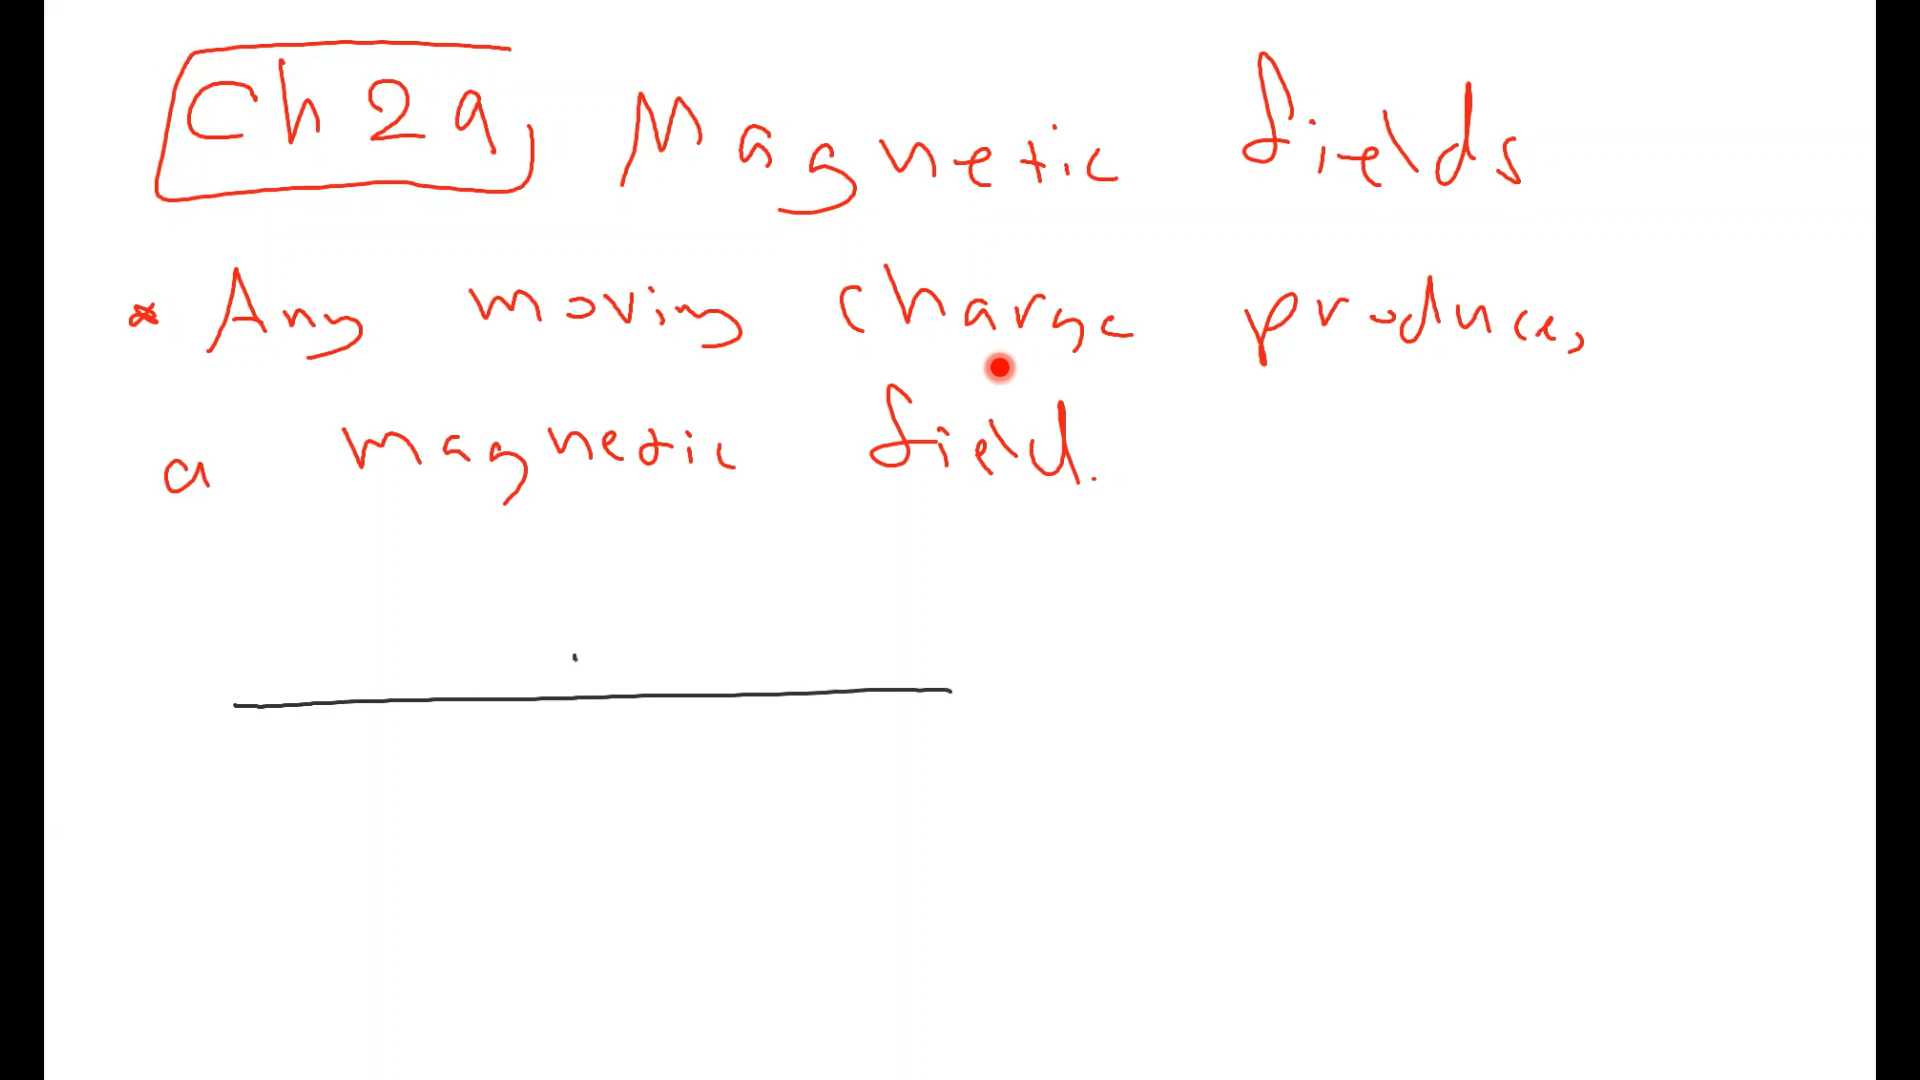 Ch 29, Magnetic fields
* Any moving charge produces
a magnetic field.